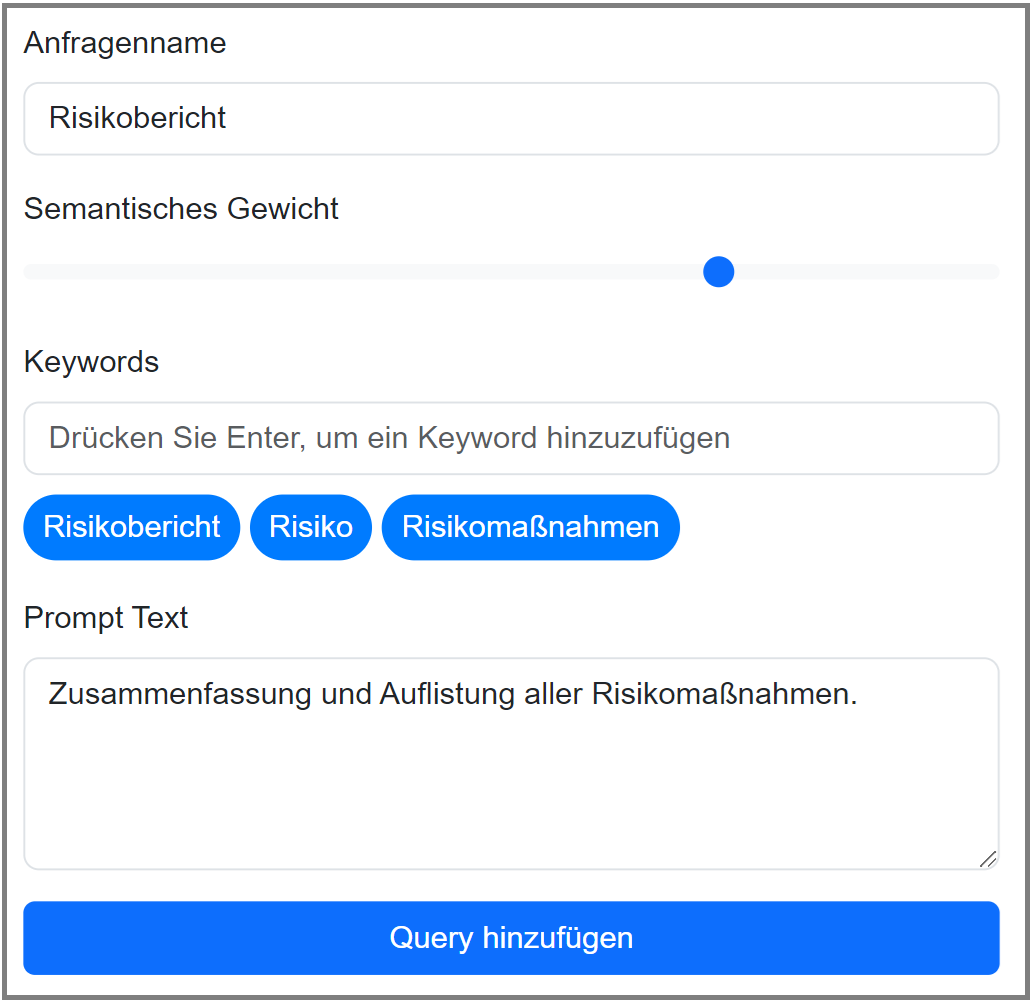 Anfragenname
Risikobericht
Semantisches Gewicht
Keywords
Drücken Sie Enter, um ein Keyword hinzuzufügen
Risikobericht Risiko Risikomaßnahmen
Prompt Text
Zusammenfassung und Auflistung aller Risikomaßnahmen.
Query hinzufügen